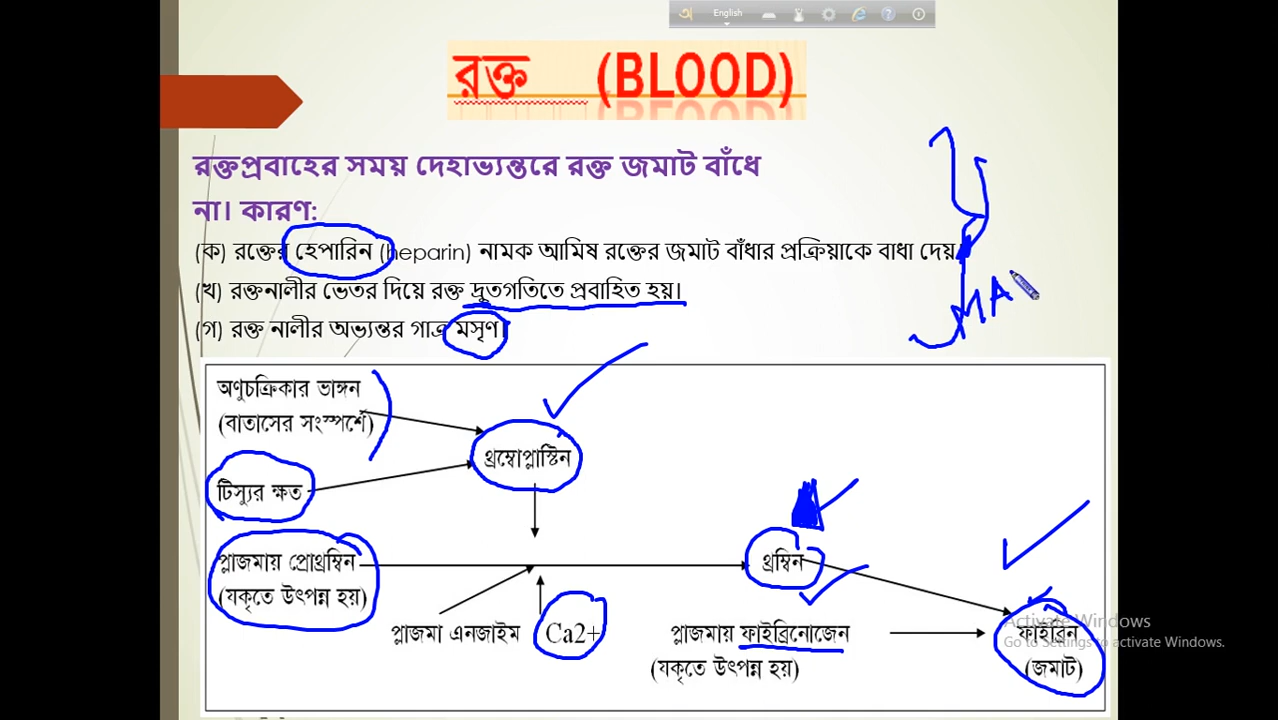 English
রক্ত (BLOOD)
রক্তপ্রবাহের সময় দেহাভ্যন্তরে রক্ত জমাট বাঁধে
না। কারণ:
(ক) রক্তের হেপারিন (heparin) নামক আমিষ রক্তের জমাট বাঁধার প্রক্রিয়াকে বাধা দেয়।
(খ) রক্তনালীর ভেতর দিয়ে রক্ত দ্রুতগতিতে প্রবাহিত হয়।
(গ) রক্ত নালীর অভ্যন্তর গাত্র মসৃণ।
MA
অণুচক্রিকার ভাঙ্গন
(বাতাসের সংস্পর্শে)
থ্রম্বোপ্লাস্টিন
টিস্যুর ক্ষত
প্লাজমায় প্রোথ্রম্বিন
(যকৃতে উৎপন্ন হয়)
থ্রম্বিন
প্লাজমা এনজাইম
Ca2+
প্লাজমায় ফাইব্রিনোজেন
(যকৃতে উৎপন্ন হয়)
ফাইব্রিন
(জমাট)
Activate Windows
Go to Settings to activate Windows.